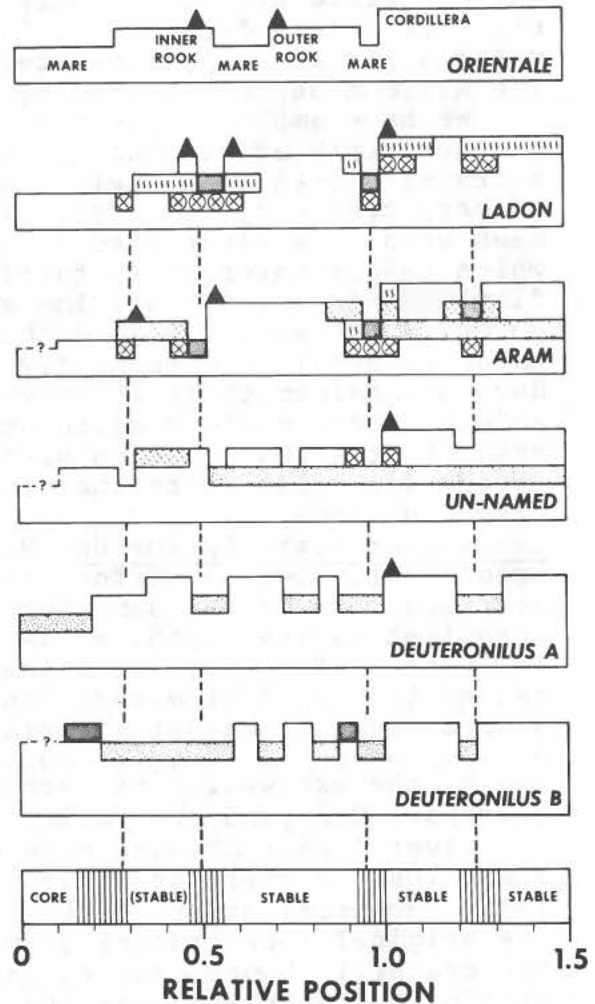 CORDILLERA
INNER OUTER
ROOK ROOK
MARE MARE MARE
ORIENTALE
LADON
- ? -
ARAM
- ? -
UN-NAMED
DEUTERONILUS A
- ? -
DEUTERONILUS B
CORE (STABLE) STABLE STABLE STABLE
0 0.5 1.0 1.5
RELATIVE POSITION